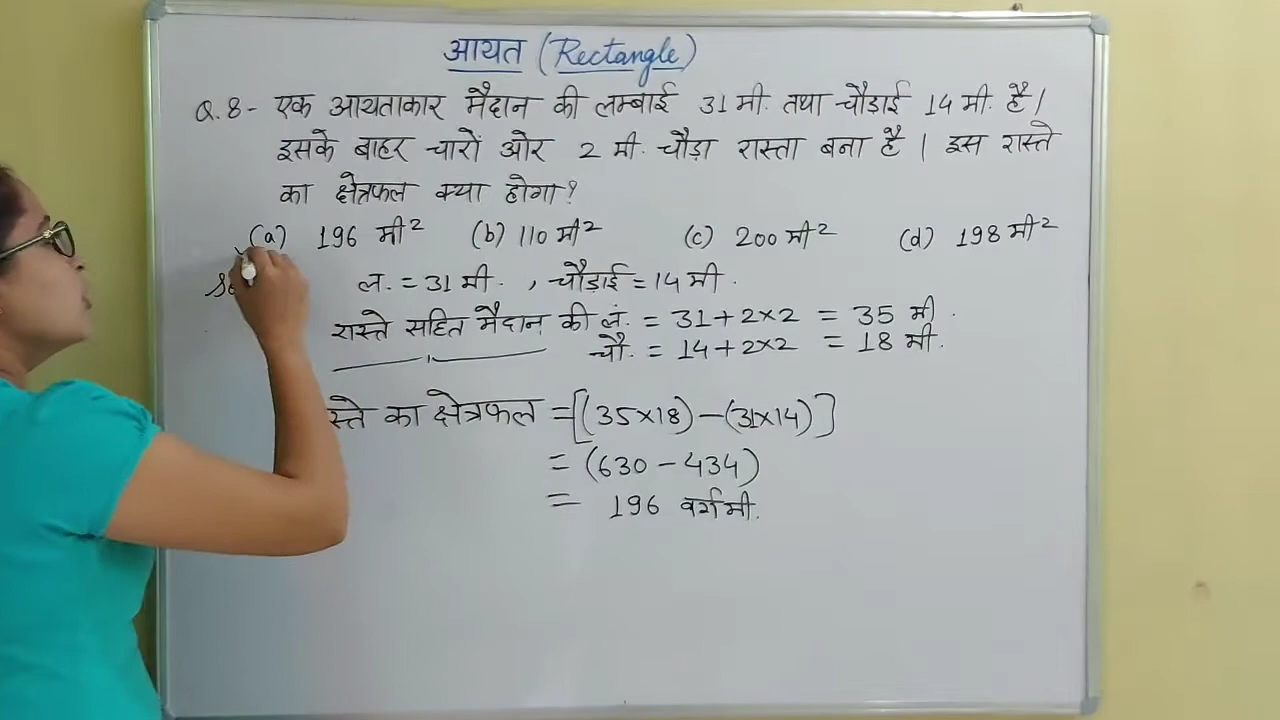 आयत (Rectangle)
Q.8- एक आयताकार मैदान की लम्बाई 31 मी. तथा चौड़ाई 14 मी. है।
इसके बाहर चारों ओर 2 मी. चौड़ा रास्ता बना है। इस रास्ते
का क्षेत्रफल क्या होगा?
(a) 196 मी² (b) 110 मी² (c) 200 मी² (d) 198 मी²
ल. = 31 मी. , चौड़ाई = 14 मी.
रास्ते सहित मैदान की लं. = 31+2×2 = 35 मी.
चौ. = 14+2×2 = 18 मी.
स्ते का क्षेत्रफल = [(35×18) - (31×14)]
= (630 - 434)
= 196 वर्ग मी.